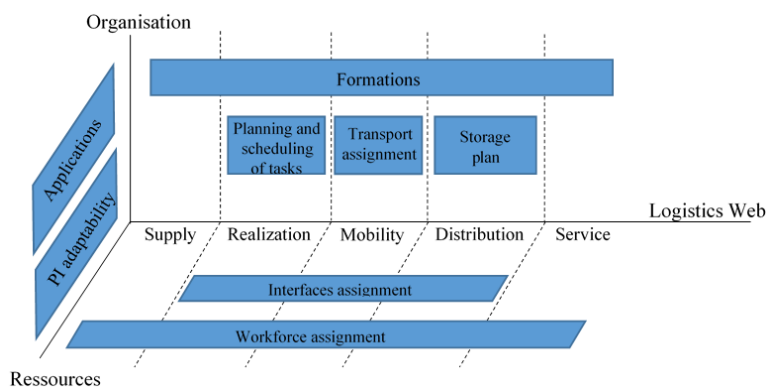 Organisation
Formations
Applications
Planning and
scheduling
of tasks
Transport
assignment
Storage
plan
PI adaptability
Logistics Web
Supply
Realization
Mobility
Distribution
Service
Interfaces assignment
Workforce assignment
Ressources